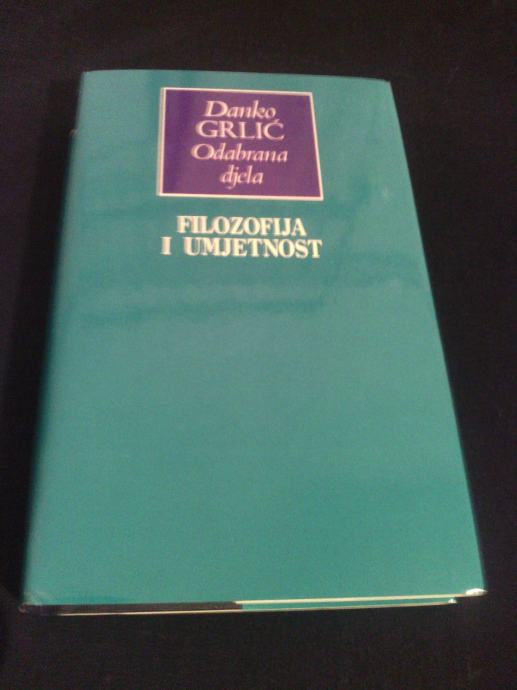 Danko
GRLIĆ
Odabrana
djela
FILOZOFIJA
I UMJETNOST